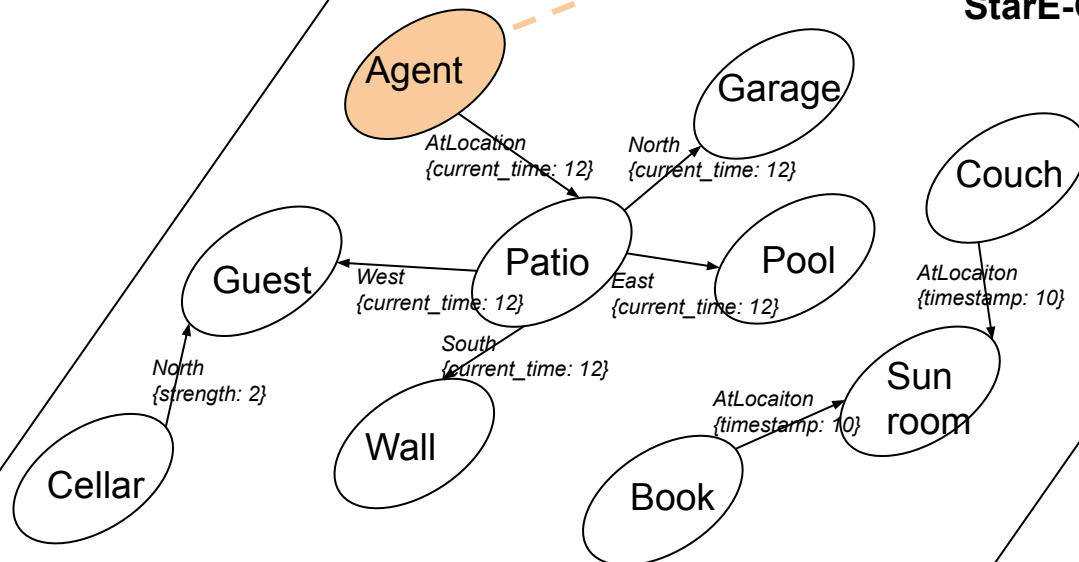 StarE-
Agent
Garage
AtLocation
{current_time: 12}
North
{current_time: 12}
Couch
Guest
Patio
Pool
West
{current_time: 12}
East
{current_time: 12}
AtLocaiton
{timestamp: 10}
South
{current_time: 12}
North
{strength: 2}
Sun
room
AtLocaiton
{timestamp: 10}
Wall
Cellar
Book